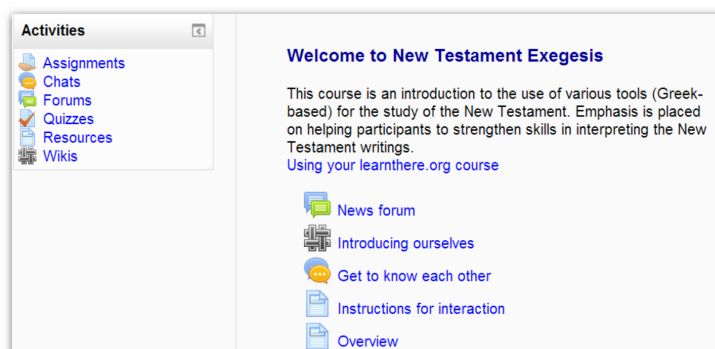 Activities
Assignments
Chats
Forums
Quizzes
Resources
Wikis
Welcome to New Testament Exegesis
This course is an introduction to the use of various tools (Greek-
based) for the study of the New Testament. Emphasis is placed
on helping participants to strengthen skills in interpreting the New
Testament writings.
Using your learnthere.org course
News forum
Introducing ourselves
Get to know each other
Instructions for interaction
Overview